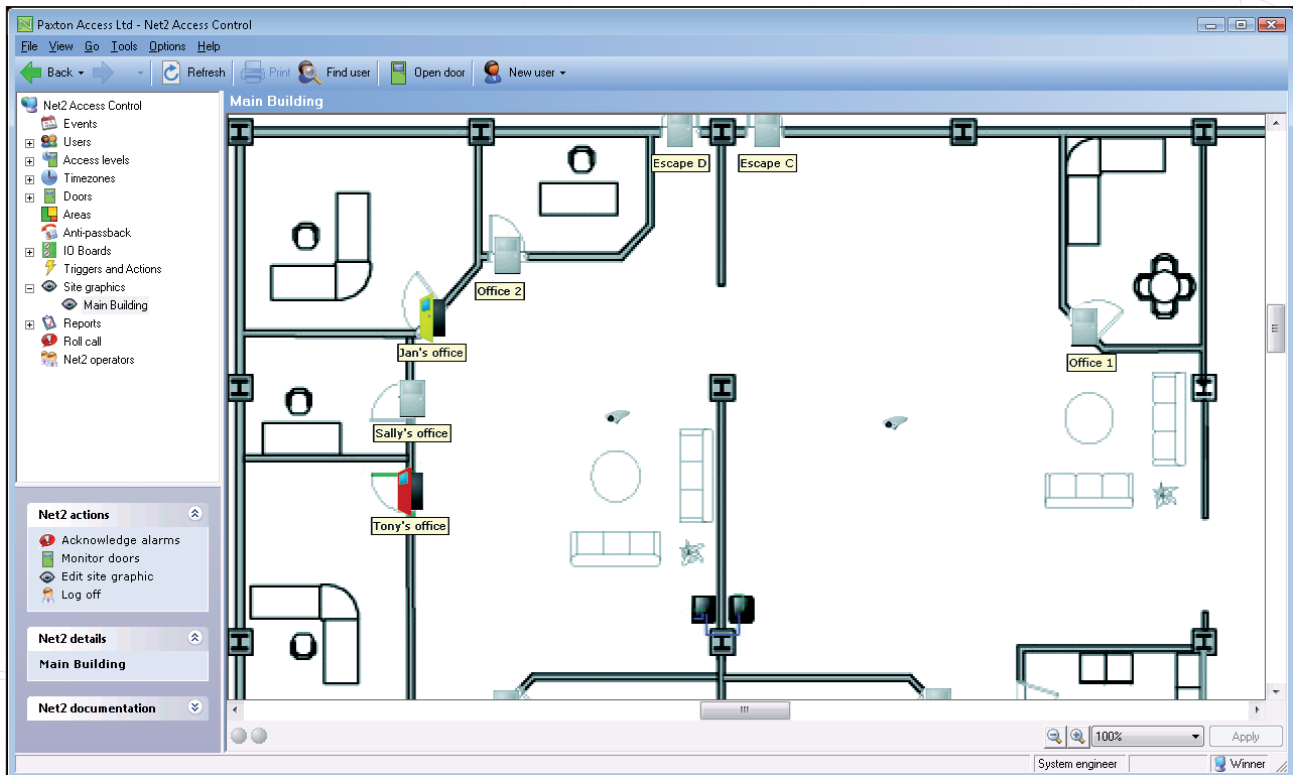 Paxton Access Ltd - Net2 Access Control
File View Go Tools Options Help
Back Refresh Print Find user Open door New user
Net2 Access Control
Events
Users
Access levels
Timezones
Doors
Areas
Anti-passback
IO Boards
Triggers and Actions
Site graphics
Main Building
Reports
Roll call
Net2 operators
Net2 actions
Acknowledge alarms
Monitor doors
Edit site graphic
Log off
Net2 details
Main Building
Net2 documentation
Main Building
Escape D Escape C
Office 2
Jan's office
Office 1
Sally's office
Tony's office
100% Apply
System engineer Winner